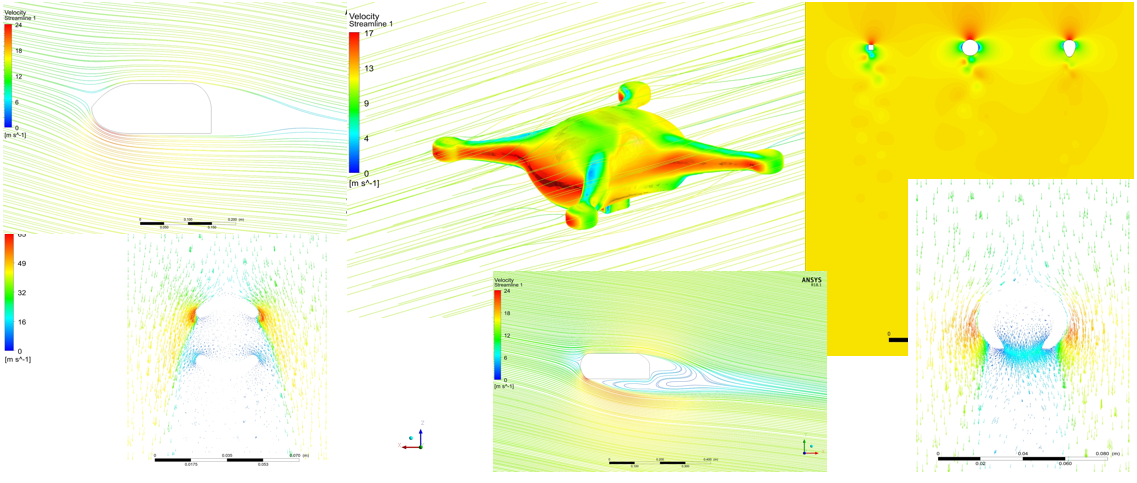 Velocity
Streamline 1
24
18
12
6
0
[m s^-1]
0
0.100
0.200 (m)
0.050
0.150
Velocity
Streamline 1
17
13
9
4
0
[m s^-1]
65
49
32
16
0
[m s^-1]
0
0.035
0.070 (m)
0.0175
0.053
Velocity
Streamline 1
24
18
12
6
0
[m s^-1]
ANSYS
R18.1
0
0.200
0.400 (m)
0.100
0.300
0
0
0.04
0.080 (m)
0.02
0.060